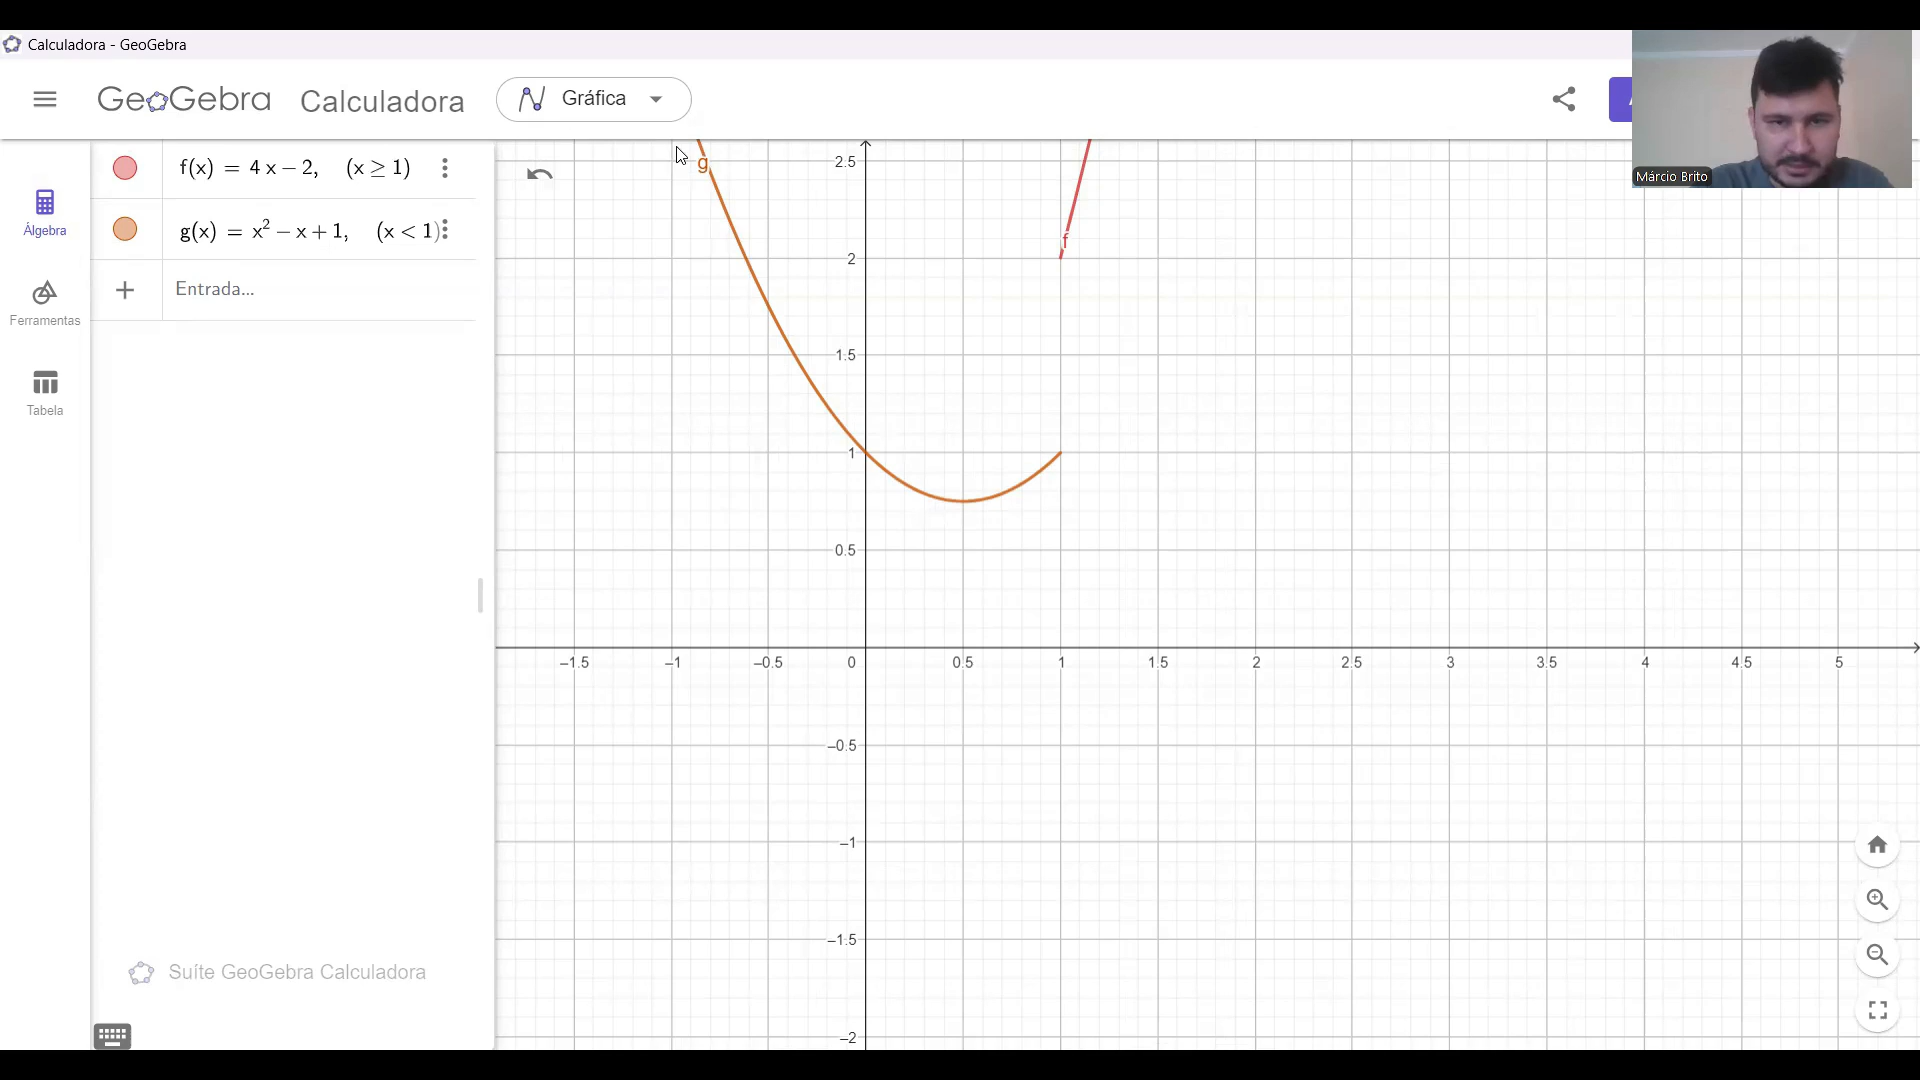 Calculadora - GeoGebra
GeoGebra Calculadora Gráfica
Márcio Brito
Álgebra
Ferramentas
Tabela
f(x) = 4 x − 2, (x ≥ 1)
g(x) = x² − x + 1, (x < 1)
Entrada...
Suíte GeoGebra Calculadora
g
f
2.5
2
1.5
1
0.5
−1.5 −1 −0.5 0 0.5 1 1.5 2 2.5 3 3.5 4 4.5 5
−0.5
−1
−1.5
−2